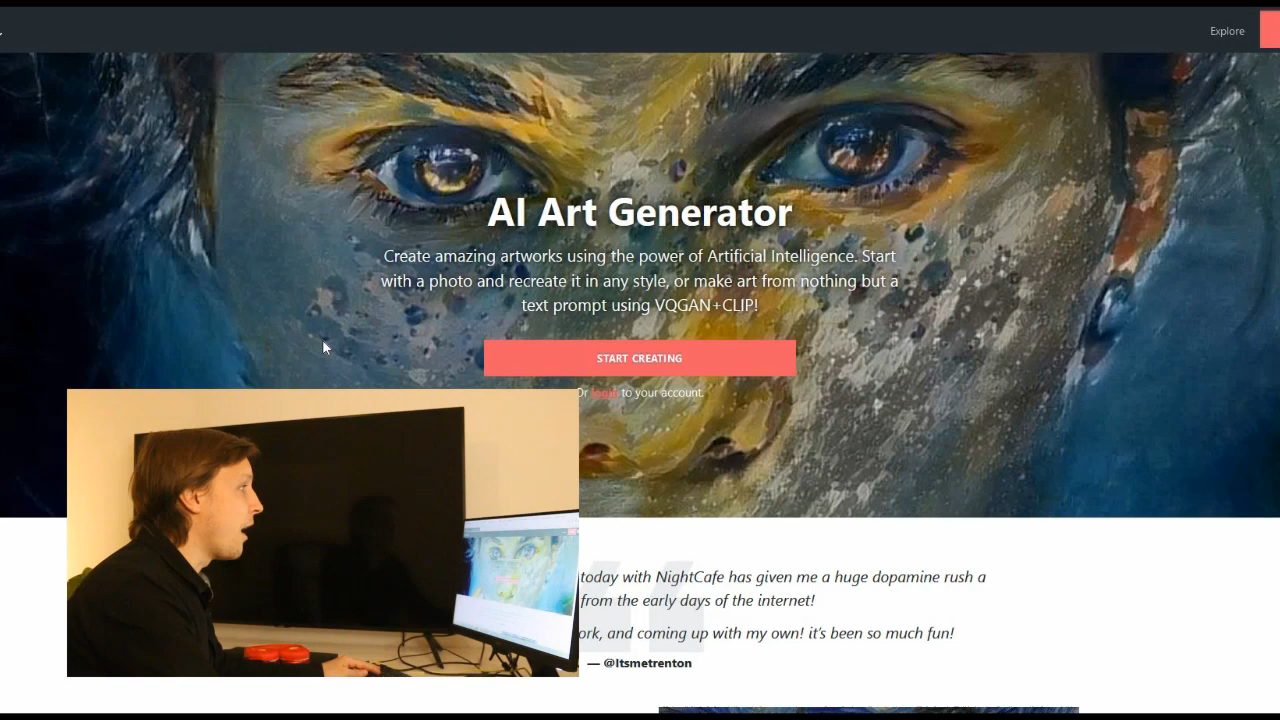 Explore
AI Art Generator
Create amazing artworks using the power of Artificial Intelligence. Start
with a photo and recreate it in any style, or make art from nothing but a
text prompt using VQGAN+CLIP!
START CREATING
Or login to your account.
today with NightCafe has given me a huge dopamine rush a
from the early days of the internet!
ork, and coming up with my own! it's been so much fun!
— @Itsmetrenton